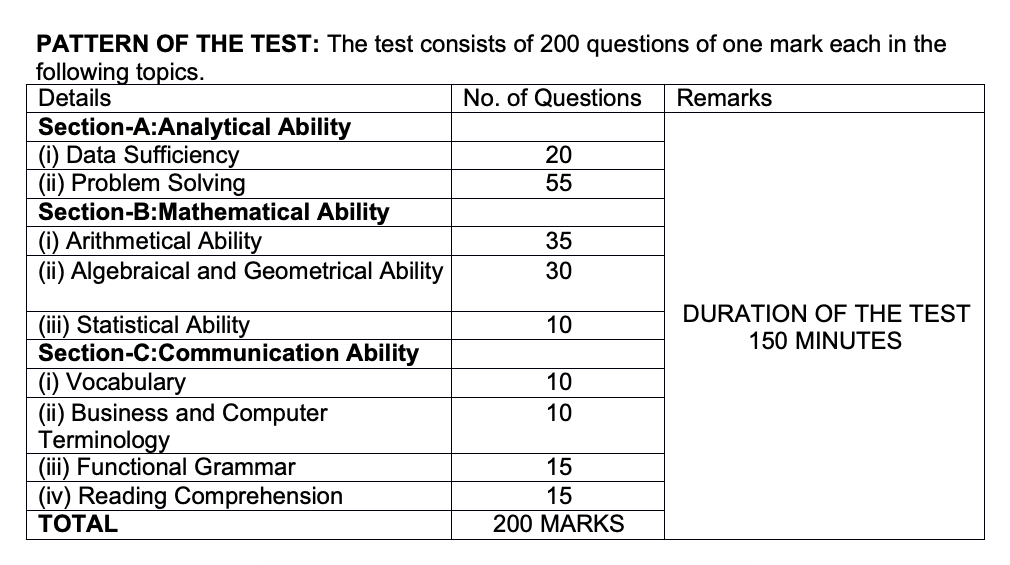 PATTERN OF THE TEST: The test consists of 200 questions of one mark each in the
following topics.
Details No. of Questions Remarks
Section-A:Analytical Ability
(i) Data Sufficiency 20
(ii) Problem Solving 55
Section-B:Mathematical Ability
(i) Arithmetical Ability 35
(ii) Algebraical and Geometrical Ability 30
(iii) Statistical Ability 10
Section-C:Communication Ability
(i) Vocabulary 10
(ii) Business and Computer 10
Terminology
(iii) Functional Grammar 15
(iv) Reading Comprehension 15
TOTAL 200 MARKS
DURATION OF THE TEST
150 MINUTES